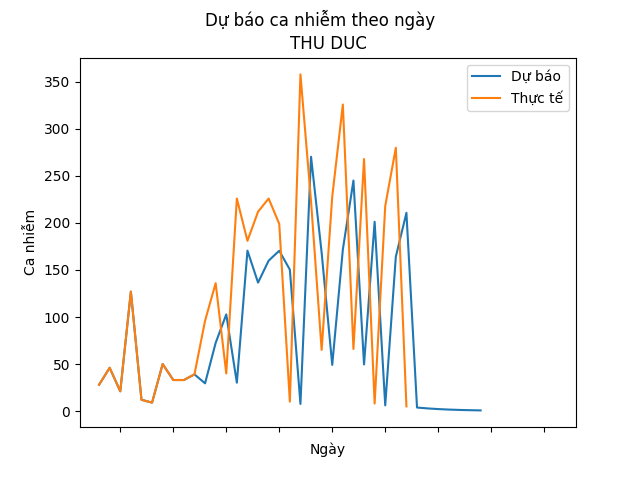 Dự báo ca nhiễm theo ngày
THU DUC
Dự báo
Thực tế
Ca nhiễm
350
300
250
200
150
100
50
0
Ngày